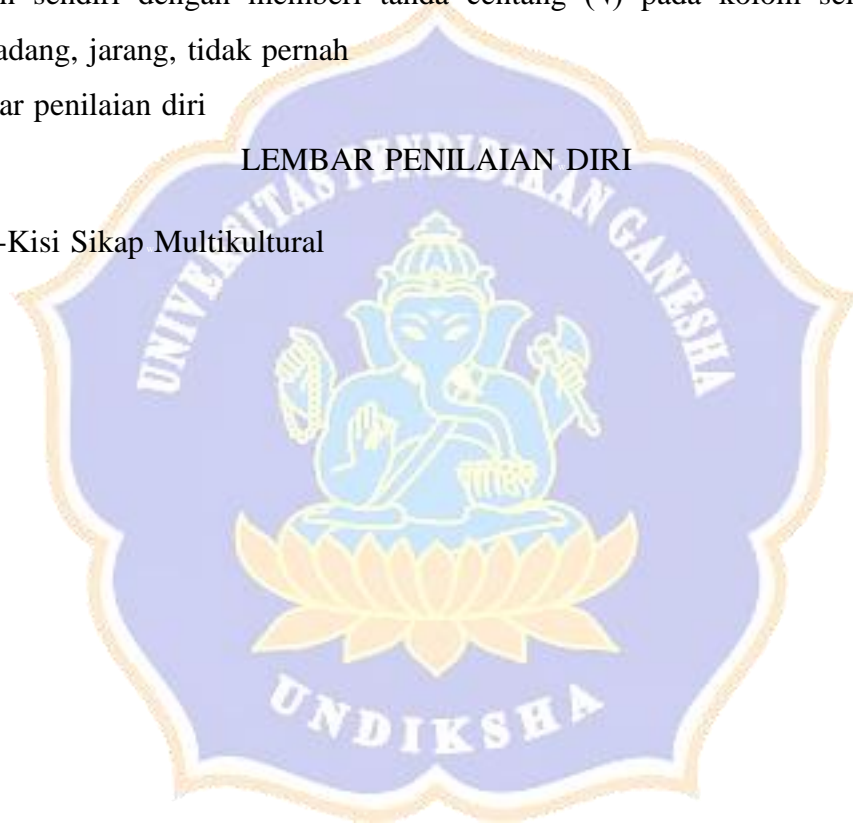 sendiri dengan memberi tanda centang (√) pada kolom
adang, jarang, tidak pernah
ar penilaian diri
LEMBAR PENILAIAN DIRI
-Kisi Sikap Multikultural
UNIVERSITAS PENDIDIKAN GANESHA
UNDIKSHA